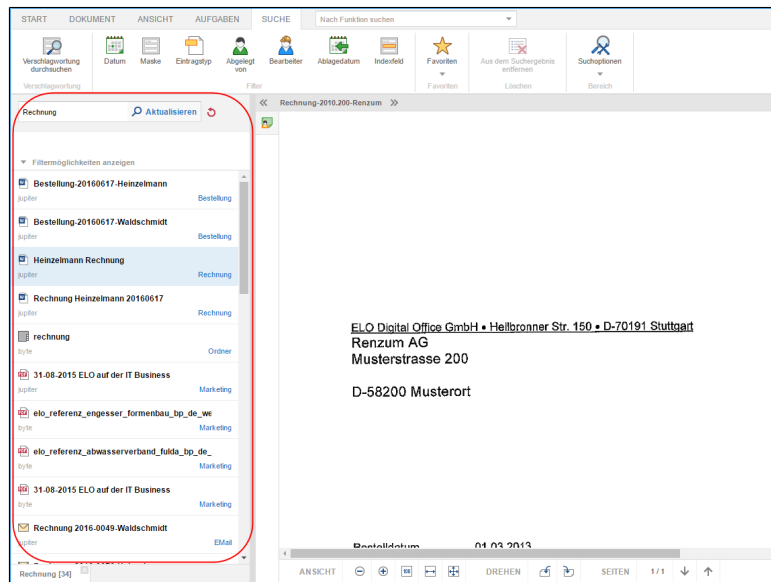 START DOKUMENT ANSICHT AUFGABEN SUCHE Nach Funktion suchen
Verschlagwortung durchsuchen
Datum
Maske
Eintragstyp
Abgelegt von
Bearbeiter
Ablagedatum
Indexfeld
Favoriten
Aus dem Suchergebnis entfernen
Suchoptionen
Verschlagwortung Filter Favoriten Löschen Bereich
Rechnung Aktualisieren
Filtermöglichkeiten anzeigen
Bestellung-20160617-Heinzelmann
jupiter Bestellung
Bestellung-20160617-Waldschmidt
jupiter Bestellung
Heinzelmann Rechnung
jupiter Rechnung
Rechnung Heinzelmann 20160617
jupiter Rechnung
rechnung
byte Ordner
31-08-2015 ELO auf der IT Business
jupiter Marketing
elo_referenz_engesser_formenbau_bp_de_we
byte Marketing
elo_referenz_abwasserverband_fulda_bp_de_
byte Marketing
31-08-2015 ELO auf der IT Business
byte Marketing
Rechnung 2016-0049-Waldschmidt
jupiter EMail
Rechnung [34]
Rechnung-2010.200-Renzum
ELO Digital Office GmbH • Heilbronner Str. 150 • D-70191 Stuttgart
Renzum AG
Musterstrasse 200
D-58200 Musterort
Bestelldatum 01.03.2013
ANSICHT 100 DREHEN SEITEN 1 / 1